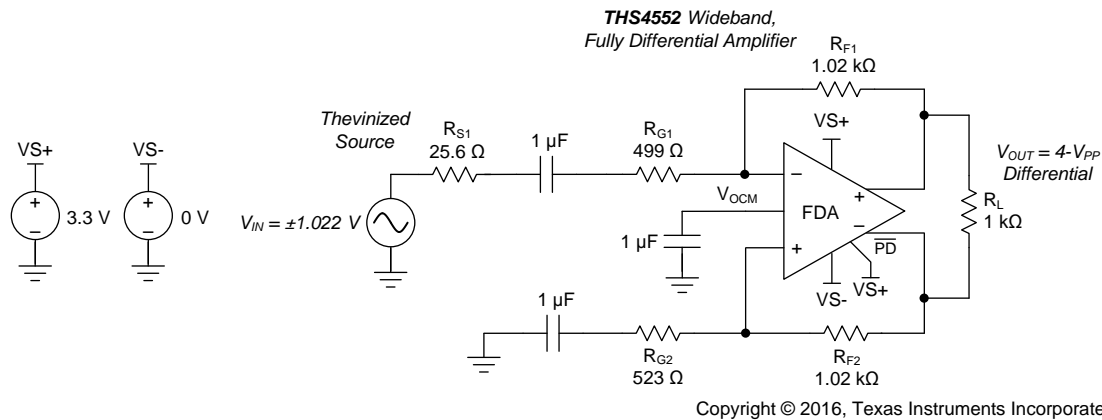 THS4552 Wideband,
Fully Differential Amplifier
RF1
1.02 kΩ
Thevinized
Source
RS1
25.6 Ω
1 µF
RG1
499 Ω
VS+
VS-
VS+
VOUT = 4-VPP
Differential
+
−
3.3 V
+
−
0 V
VIN = ±1.022 V
VOCM
−
FDA
+
+
−
PD
RL
1 kΩ
1 µF
VS-
VS+
1 µF
RG2
523 Ω
RF2
1.02 kΩ
Copyright © 2016, Texas Instruments Incorporate